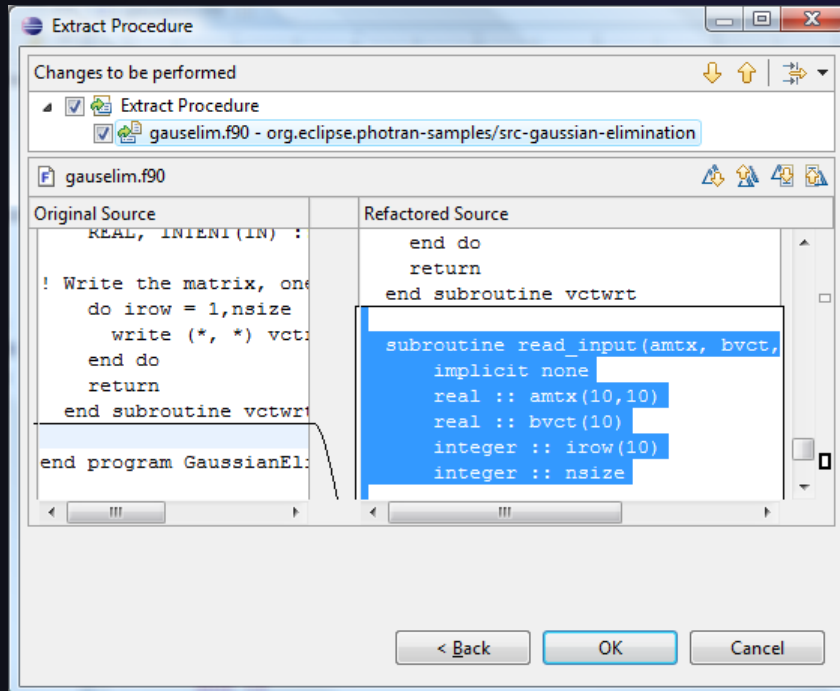 Extract Procedure
Changes to be performed
Extract Procedure
gauselim.f90 - org.eclipse.photran-samples/src-gaussian-elimination
gauselim.f90
Original Source
Refactored Source
REAL, INTENT(IN) :
! Write the matrix, one
do irow = 1,nsize
write (*, *) vct
end do
return
end subroutine vctwrt
end program GaussianEli
end do
return
end subroutine vctwrt
subroutine read_input(amtx, bvct,
implicit none
real :: amtx(10,10)
real :: bvct(10)
integer :: irow(10)
integer :: nsize
< Back
OK
Cancel